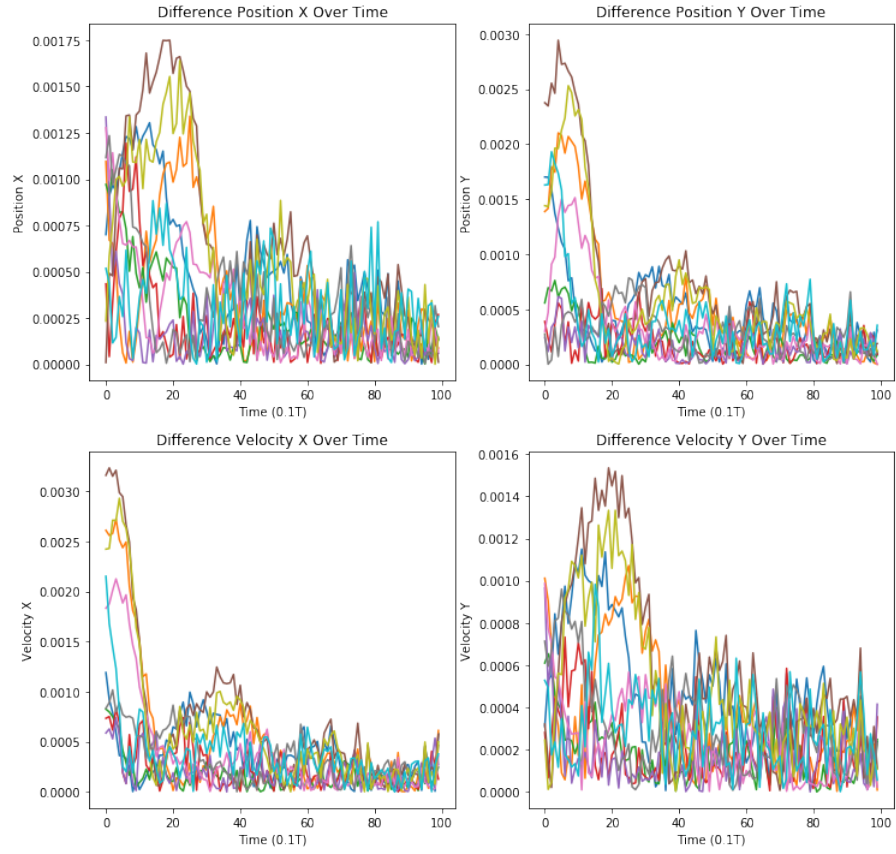 Difference Position X Over Time
Position X
0.00175
0.00150
0.00125
0.00100
0.00075
0.00050
0.00025
0.00000
0 20 40 60 80 100
Time (0.1T)
Difference Position Y Over Time
Position Y
0.0030
0.0025
0.0020
0.0015
0.0010
0.0005
0.0000
0 20 40 60 80 100
Time (0.1T)
Difference Velocity X Over Time
Velocity X
0.0030
0.0025
0.0020
0.0015
0.0010
0.0005
0.0000
0 20 40 60 80 100
Time (0.1T)
Difference Velocity Y Over Time
Velocity Y
0.0016
0.0014
0.0012
0.0010
0.0008
0.0006
0.0004
0.0002
0.0000
0 20 40 60 80 100
Time (0.1T)